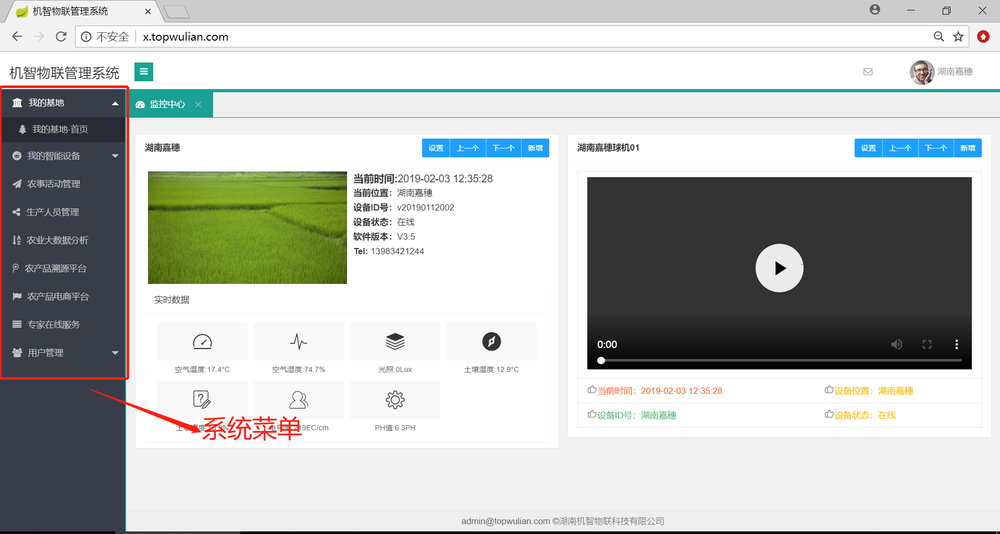 机智物联管理系统
不安全 x.topwulian.com
机智物联管理系统
湖南嘉穗
我的基地
我的基地-首页
我的智能设备
农事活动管理
生产人员管理
农业大数据分析
农产品溯源平台
农产品电商平台
专家在线服务
用户管理
监控中心
湖南嘉穗
设置 上一个 下一个 新增
当前时间:2019-02-03 12:35:28
当前位置：湖南嘉穗
设备ID号：v20190112002
设备状态：在线
软件版本：V3.5
Tel: 13983421244
实时数据
空气温度:17.4°C
空气湿度:74.7%
光照:0Lux
土壤温度:12.9°C
PH值:6.3PH
系统菜单
湖南嘉穗球机01
设置 上一个 下一个 新增
0:00
当前时间：2019-02-03 12:35:28
设备位置：湖南嘉穗
设备ID号：湖南嘉穗
设备状态：在线
admin@topwulian.com ©湖南机智物联科技有限公司